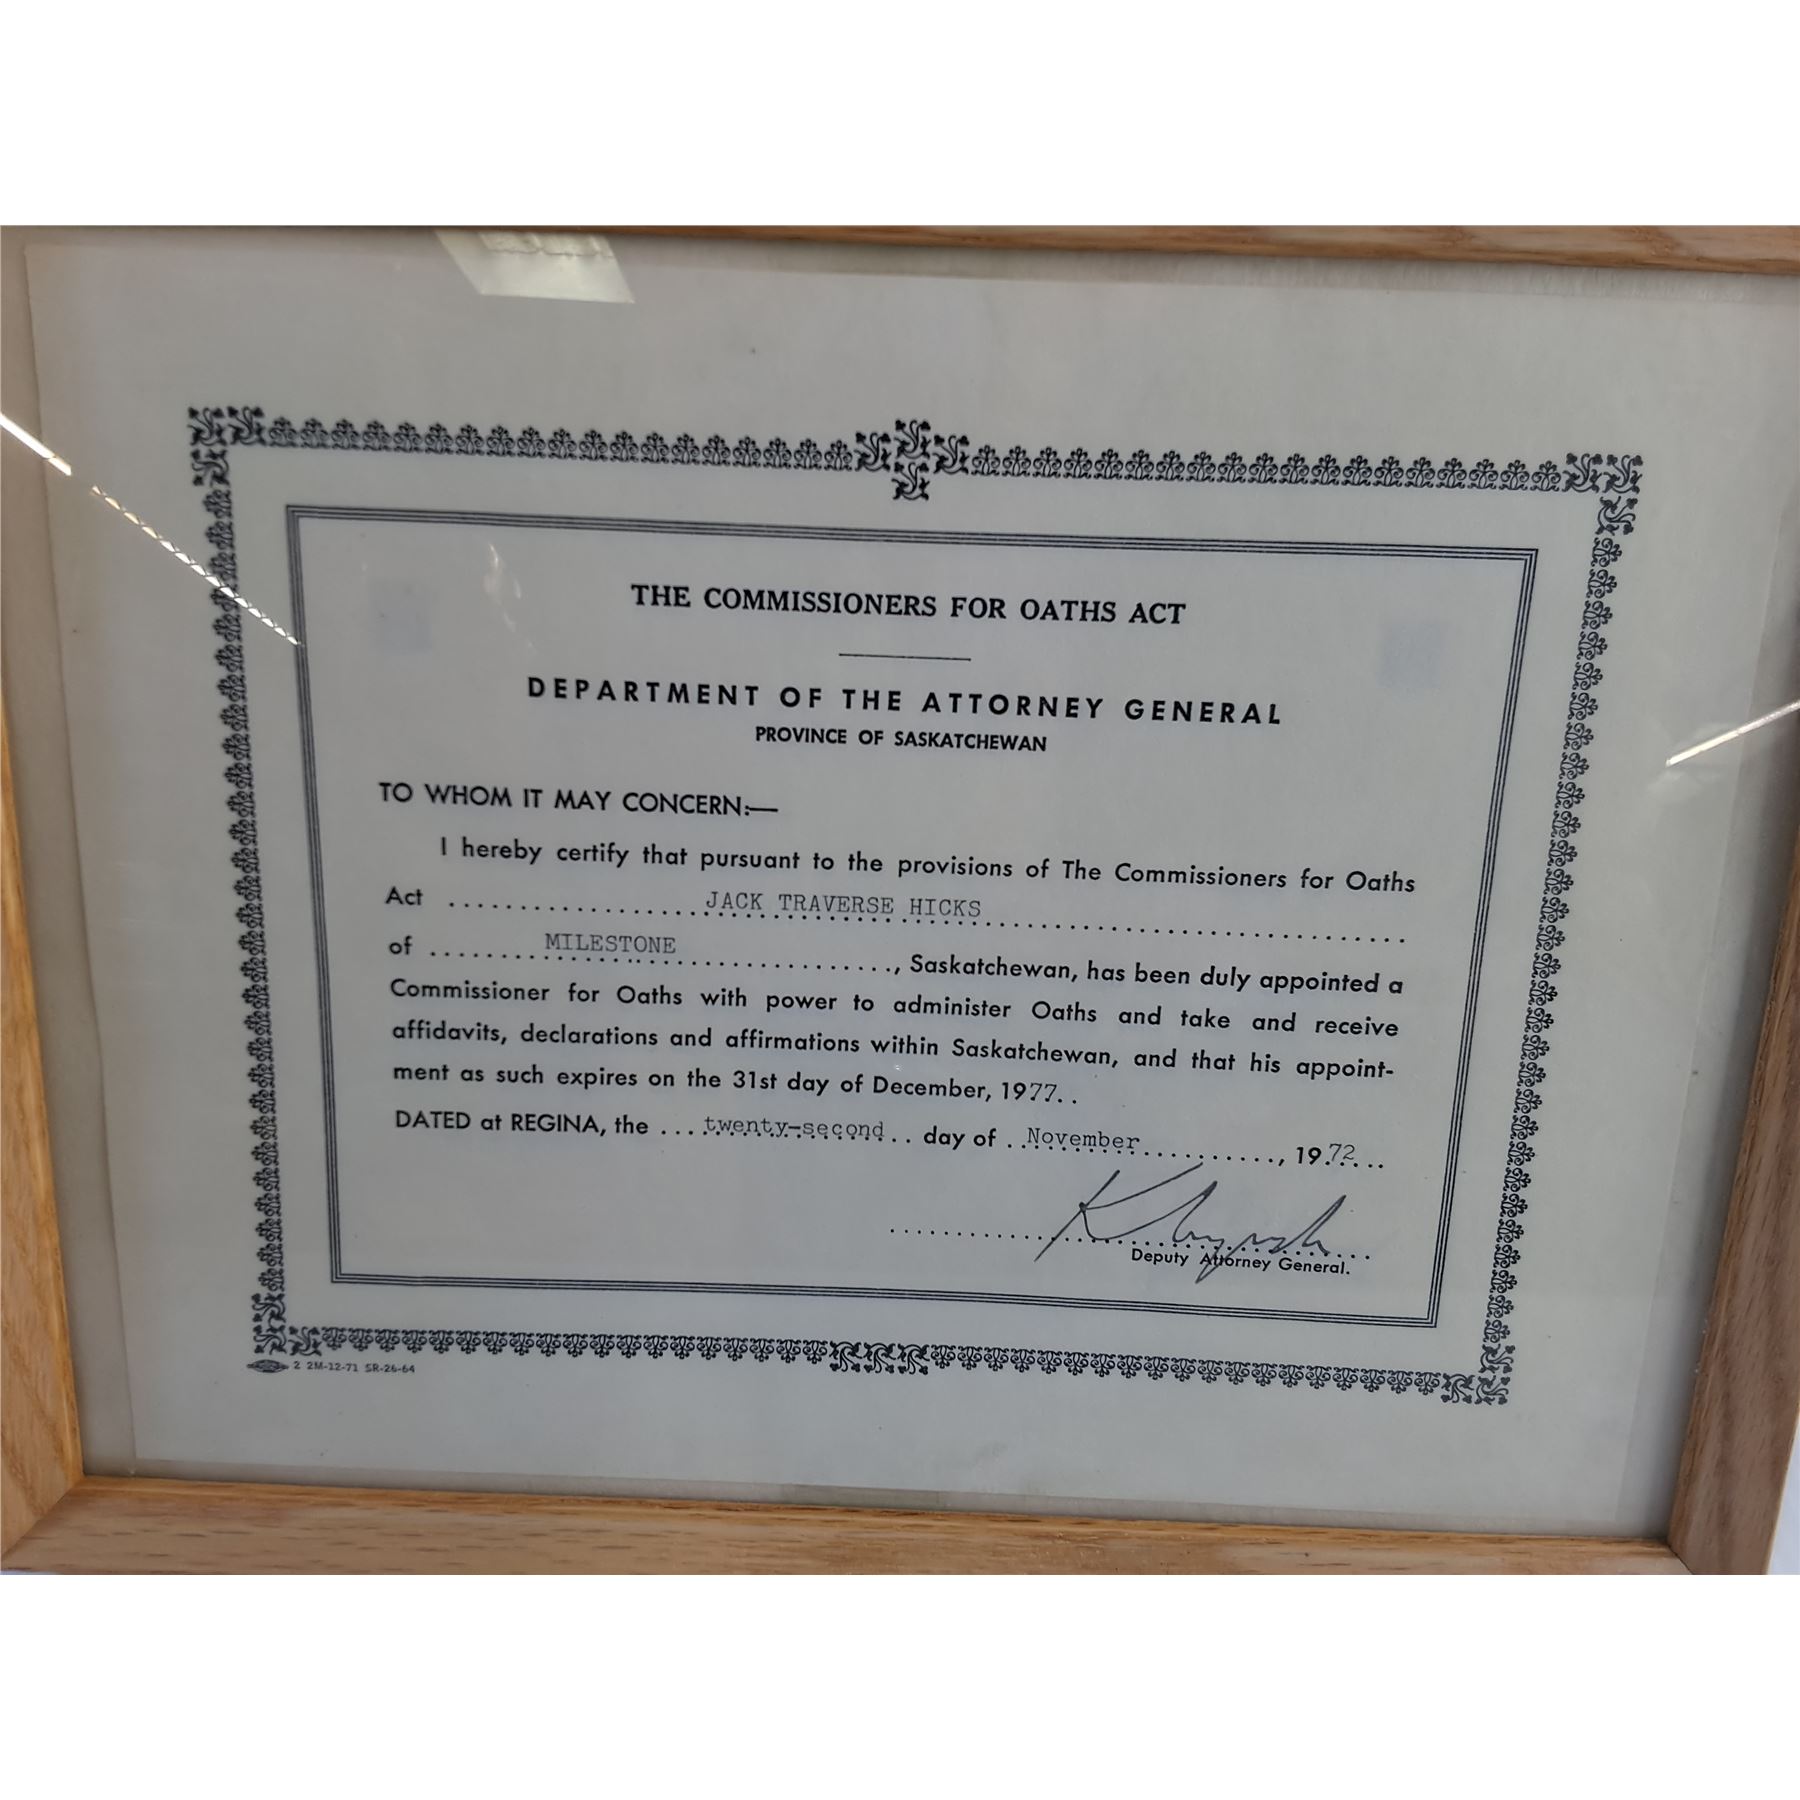 THE COMMISSIONERS FOR OATHS ACT
DEPARTMENT OF THE ATTORNEY GENERAL
PROVINCE OF SASKATCHEWAN
TO WHOM IT MAY CONCERN:—
I hereby certify that pursuant to the provisions of The Commissioners for Oaths
Act ..................JACK TRAVERSE HICKS..............................
of ........MILESTONE................, Saskatchewan, has been duly appointed a
Commissioner for Oaths with power to administer Oaths and take and receive
affidavits, declarations and affirmations within Saskatchewan, and that his appoint-
ment as such expires on the 31st day of December, 1977..
DATED at REGINA, the ...twenty-second.. day of ..November.........., 1972...
Deputy Attorney General.
2 2M-12-71 SR-26-64